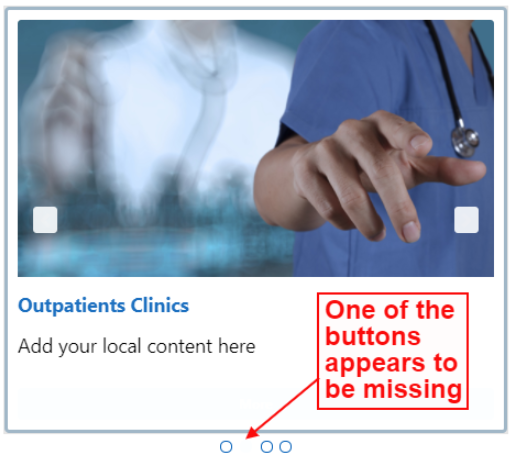 Outpatients Clinics
Add your local content here
One of the
buttons
appears to
be missing